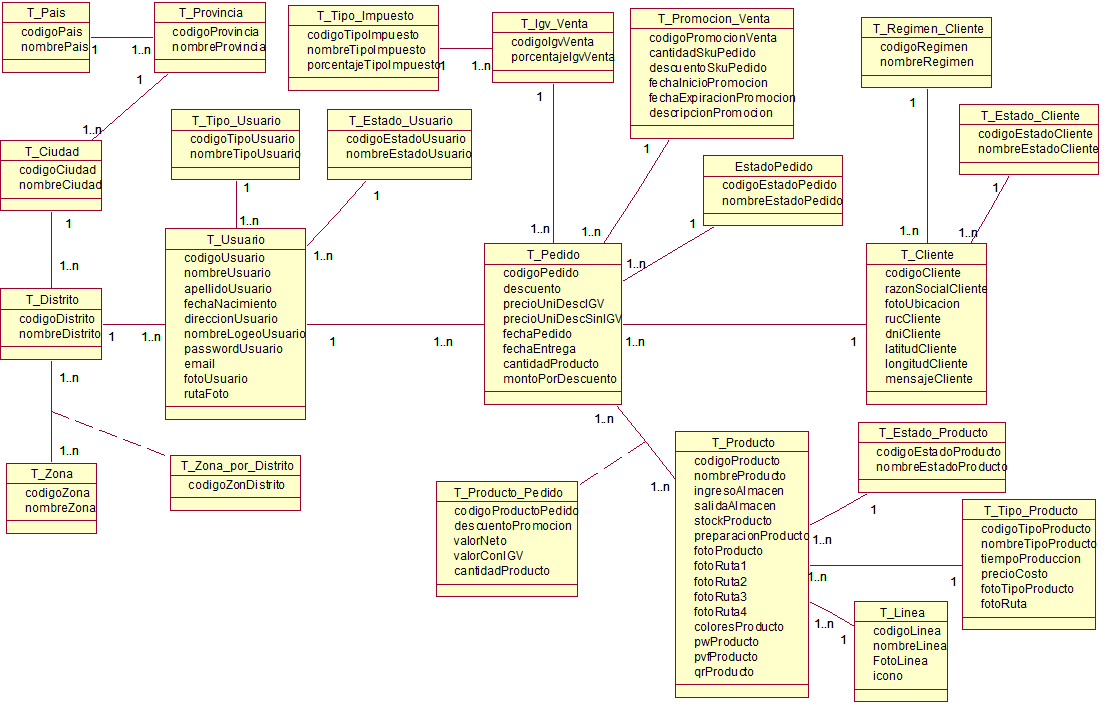 T_Pais
codigoPais
nombrePais
1
1..n
T_Provincia
codigoProvincia
nombreProvincia
1
1..n
T_Tipo_Impuesto
codigoTipoImpuesto
nombreTipoImpuesto
porcentajeTipoImpuesto
1
1..n
T_Igv_Venta
codigoIgvVenta
porcentajeIgvVenta
1
1..n
T_Promocion_Venta
codigoPromocionVenta
cantidadSkuPedido
descuentoSkuPedido
fechaInicioPromocion
fechaExpiracionPromocion
descripcionPromocion
1
1..n
T_Regimen_Cliente
codigoRegimen
nombreRegimen
1
1..n
T_Estado_Cliente
codigoEstadoCliente
nombreEstadoCliente
1
1..n
T_Tipo_Usuario
codigoTipoUsuario
nombreTipoUsuario
1
1..n
T_Estado_Usuario
codigoEstadoUsuario
nombreEstadoUsuario
1
1..n
T_Ciudad
codigoCiudad
nombreCiudad
1
1..n
EstadoPedido
codigoEstadoPedido
nombreEstadoPedido
1
1..n
T_Usuario
codigoUsuario
nombreUsuario
apellidoUsuario
fechaNacimiento
direccionUsuario
nombreLogeoUsuario
passwordUsuario
email
fotoUsuario
rutaFoto
1
1..n
T_Pedido
codigoPedido
descuento
precioUniDescIGV
precioUniDescSinIGV
fechaPedido
fechaEntrega
cantidadProducto
montoPorDescuento
1..n
1
T_Cliente
codigoCliente
razonSocialCliente
fotoUbicacion
rucCliente
dniCliente
latitudCliente
longitudCliente
mensajeCliente
T_Distrito
codigoDistrito
nombreDistrito
1
1..n
1..n
1..n
T_Zona
codigoZona
nombreZona
T_Zona_por_Distrito
codigoZonDistrito
1..n
1..n
T_Producto_Pedido
codigoProductoPedido
descuentoPromocion
valorNeto
valorConIGV
cantidadProducto
T_Producto
codigoProducto
nombreProducto
ingresoAlmacen
salidaAlmacen
stockProducto
preparacionProducto
fotoProducto
fotoRuta1
fotoRuta2
fotoRuta3
fotoRuta4
coloresProducto
pwProducto
pvfProducto
qrProducto
T_Estado_Producto
codigoEstadoProducto
nombreEstadoProducto
1
1..n
T_Tipo_Producto
codigoTipoProducto
nombreTipoProducto
tiempoProduccion
precioCosto
fotoTipoProducto
fotoRuta
1..n
1
T_Linea
codigoLinea
nombreLinea
FotoLinea
icono
1..n
1